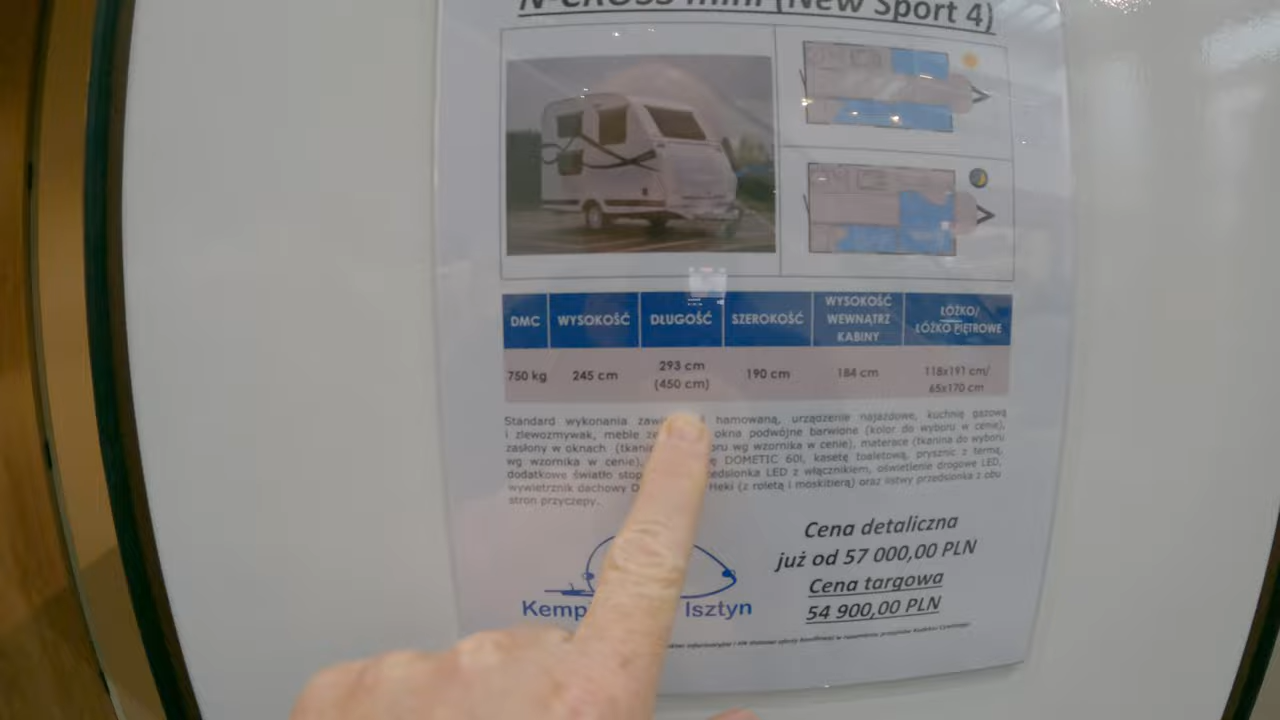 N-CROSS mini (New Sport 4)
DMC WYSOKOŚĆ DŁUGOŚĆ SZEROKOŚĆ WYSOKOŚĆ WEWNĄTRZ KABINY ŁÓŻKO/ ŁÓŻKO PIĘTROWE
750 kg 245 cm 293 cm (450 cm) 190 cm 184 cm 118x191 cm/ 65x170 cm
Standard wykonania hamowaną, urządzenie najazdowe, kuchnię gazową
i zlewozmywak, meble okna podwójne barwione (kolor do wyboru w cenie),
zasłony w oknach wg wzornika w cenie), materace (tkanina do wyboru
wg wzornika w cenie), DOMETIC 60l, kasetę toaletową, prysznic z termą,
dodatkowe światło stop LED z włącznikiem, oświetlenie drogowe LED,
wywietrznik dachowy Heki (z roletą i moskitierą) oraz listwy przedsionka z obu
stron przyczepy.
Cena detaliczna
już od 57 000,00 PLN
Cena targowa
54 900,00 PLN
Kemp lsztyn